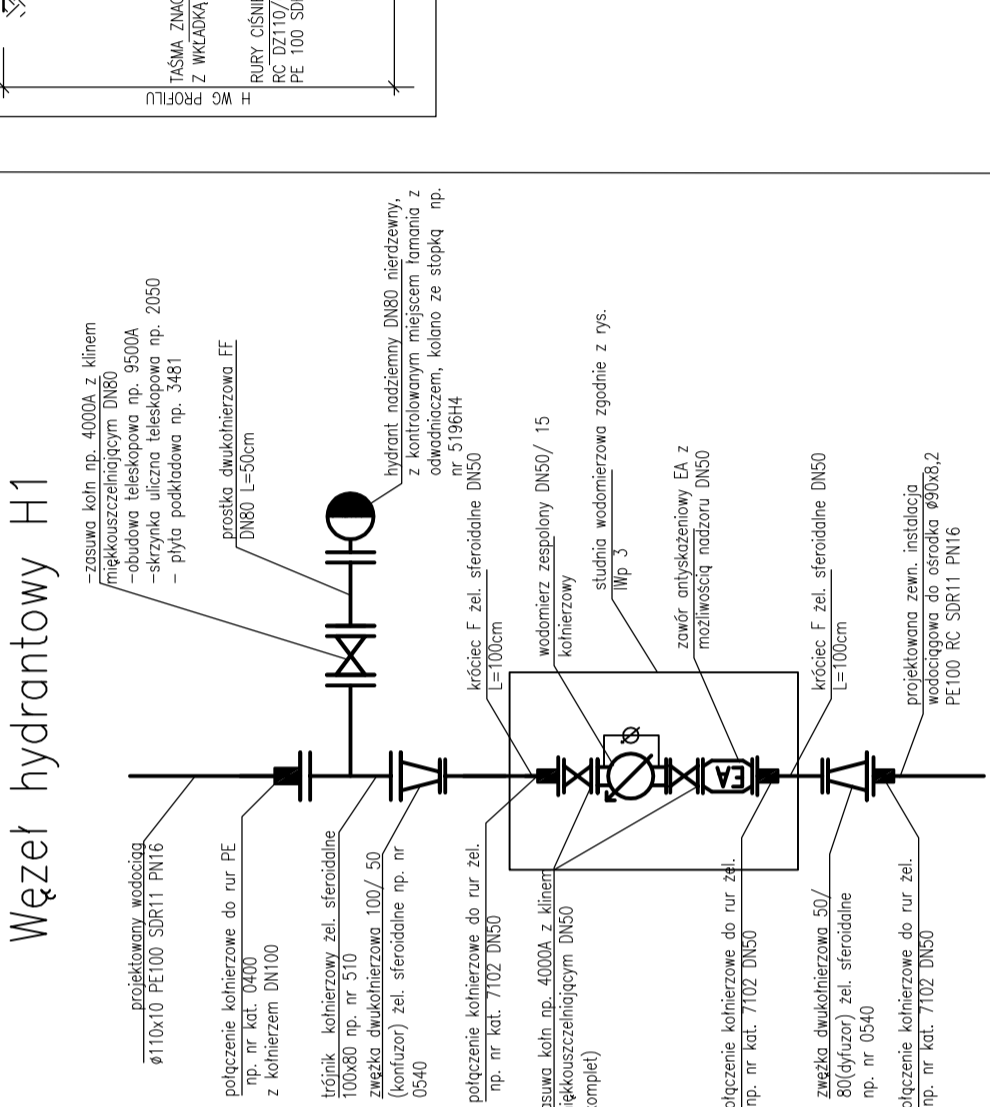 Węzeł hydrantowy H1
projektowany wodociąg
ø110x10 PE100 SDR11 PN16
połączenie kołnierzowe do rur PE
np. nr kat. 0400
z kołnierzem DN100
trójnik kołnierzowy żel. sferoidalne
100x80 np. nr 510
zwężka dwukołnierzowa 100/ 50
(konfuzor) żel. sferoidalne np. nr
0540
połączenie kołnierzowe do rur żel.
np. nr kat. 7102 DN50
asuwa kołn np. 4000A z klinem
iękkouszczelniającym DN50
komplet)
ołączenie kołnierzowe do rur żel.
np. nr kat. 7102 DN50
zwężka dwukołnierzowa 50/
80(dyfuzor) żel. sferoidalne
np. nr 0540
ołączenie kołnierzowe do rur żel.
np. nr kat. 7102 DN50
-zasuwa kołn np. 4000A z klinem
miękkouszczelniającym DN80
-obudowa teleskopowa np. 9500A
-skrzynka uliczna teleskopowa np. 2050
- płyta podkładowa np. 3481
prostka dwukołnierzowa FF
DN80 L=50cm
hydrant nadziemny DN80 nierdzewny,
z kontrolowanym miejscem łamania z
odwadniaczem, kolano ze stopką np.
nr 5196H4
króciec F żel. sferoidalne DN50
L=100cm
wodomierz zespolony DN50/ 15
kołnierzowy
studnia wodomierzowa zgodnie z rys.
IWp 3
zawór antyskażeniowy EA z
możliwością nadzoru DN50
EA
króciec F żel. sferoidalne DN50
L=100cm
projektowana zewn. instalacja
wodociągowa do ośrodka ø90x8,2
PE100 RC SDR11 PN16
H WG PROFILU
TAŚMA ZNAC
Z WKŁADKĄ
RURY CIŚNIE
RC DZ110/
PE 100 SDR